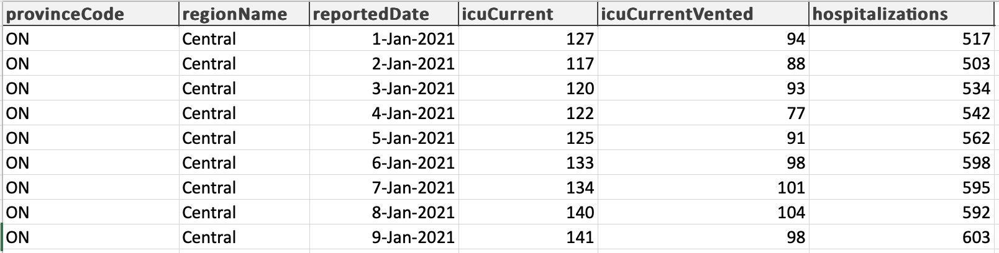 provinceCode regionName reportedDate icuCurrent icuCurrentVented hospitalizations
ON Central 1-Jan-2021 127 94 517
ON Central 2-Jan-2021 117 88 503
ON Central 3-Jan-2021 120 93 534
ON Central 4-Jan-2021 122 77 542
ON Central 5-Jan-2021 125 91 562
ON Central 6-Jan-2021 133 98 598
ON Central 7-Jan-2021 134 101 595
ON Central 8-Jan-2021 140 104 592
ON Central 9-Jan-2021 141 98 603